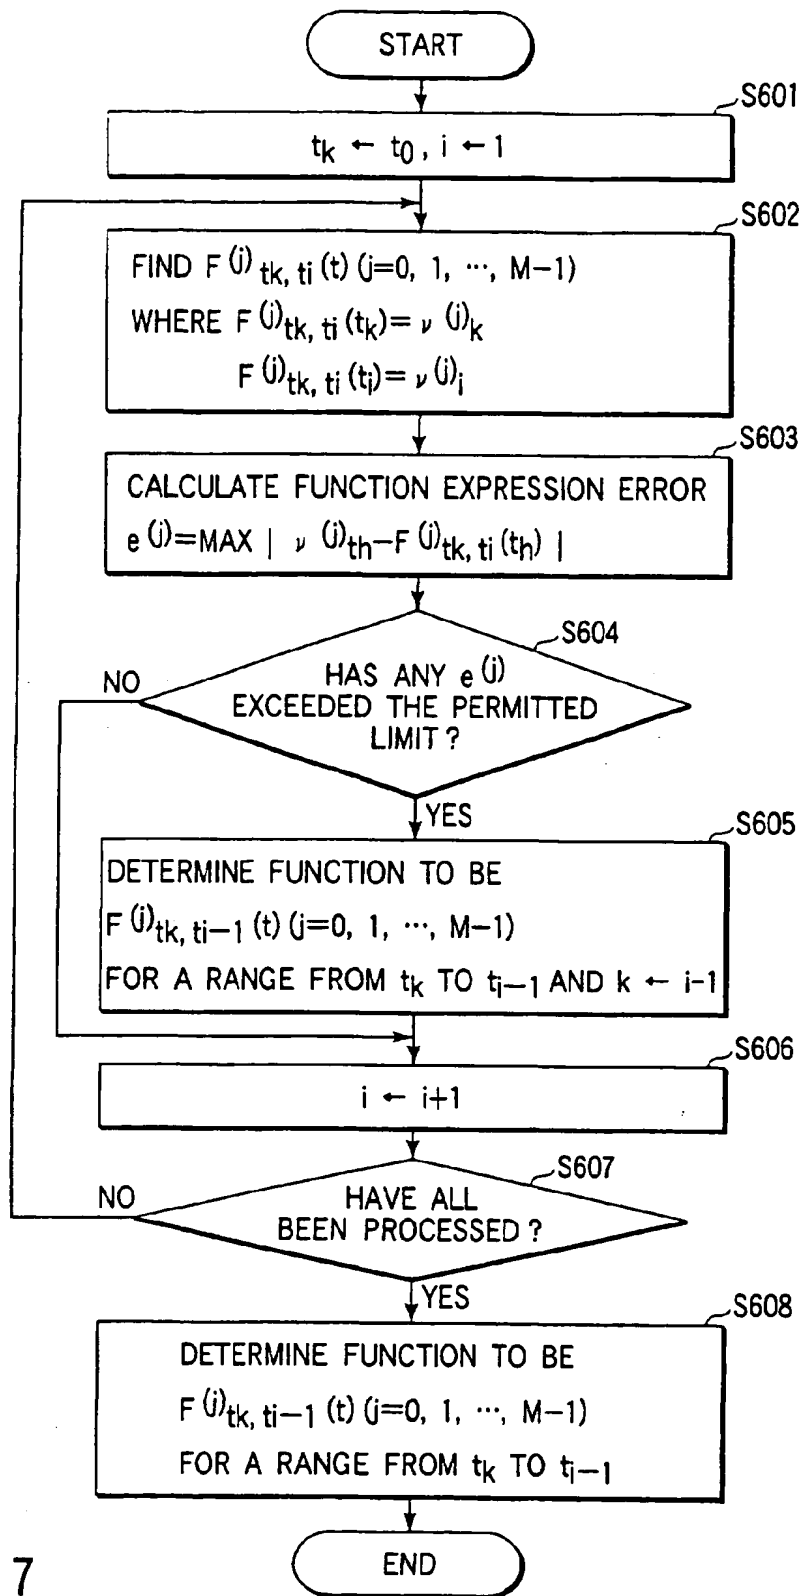 START
S601
tk ← t0, i ← 1
S602
FIND F(j)tk, ti(t) (j=0, 1, ···, M-1)
WHERE F(j)tk, ti(tk)=ν(j)k
F(j)tk, ti(ti)=ν(j)i
S603
CALCULATE FUNCTION EXPRESSION ERROR
e(j)=MAX | ν(j)th-F(j)tk, ti(th) |
S604
HAS ANY e(j)
EXCEEDED THE PERMITTED
LIMIT?
NO
YES
S605
DETERMINE FUNCTION TO BE
F(j)tk, ti-1(t) (j=0, 1, ···, M-1)
FOR A RANGE FROM tk TO ti-1 AND k ← i-1
S606
i ← i+1
S607
HAVE ALL
BEEN PROCESSED?
NO
YES
S608
DETERMINE FUNCTION TO BE
F(j)tk, ti-1 (t) (j=0, 1, ···, M-1)
FOR A RANGE FROM tk TO ti-1
END
7